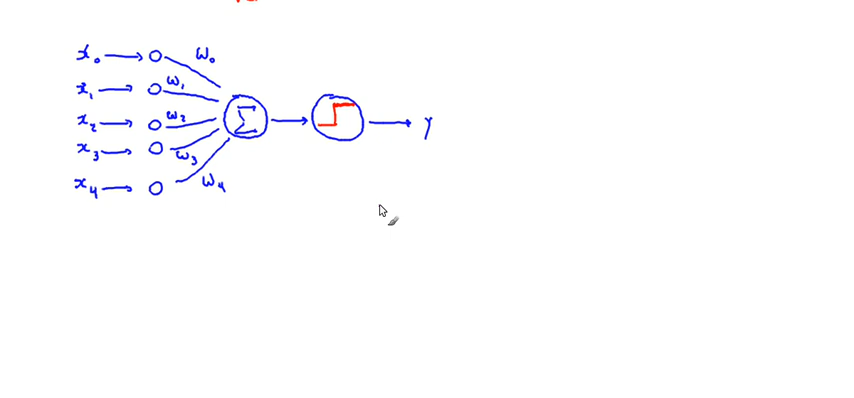 x₀ w₀
x₁ w₁
x₂ w₂ Σ y
x₃ w₃
x₄ w₄